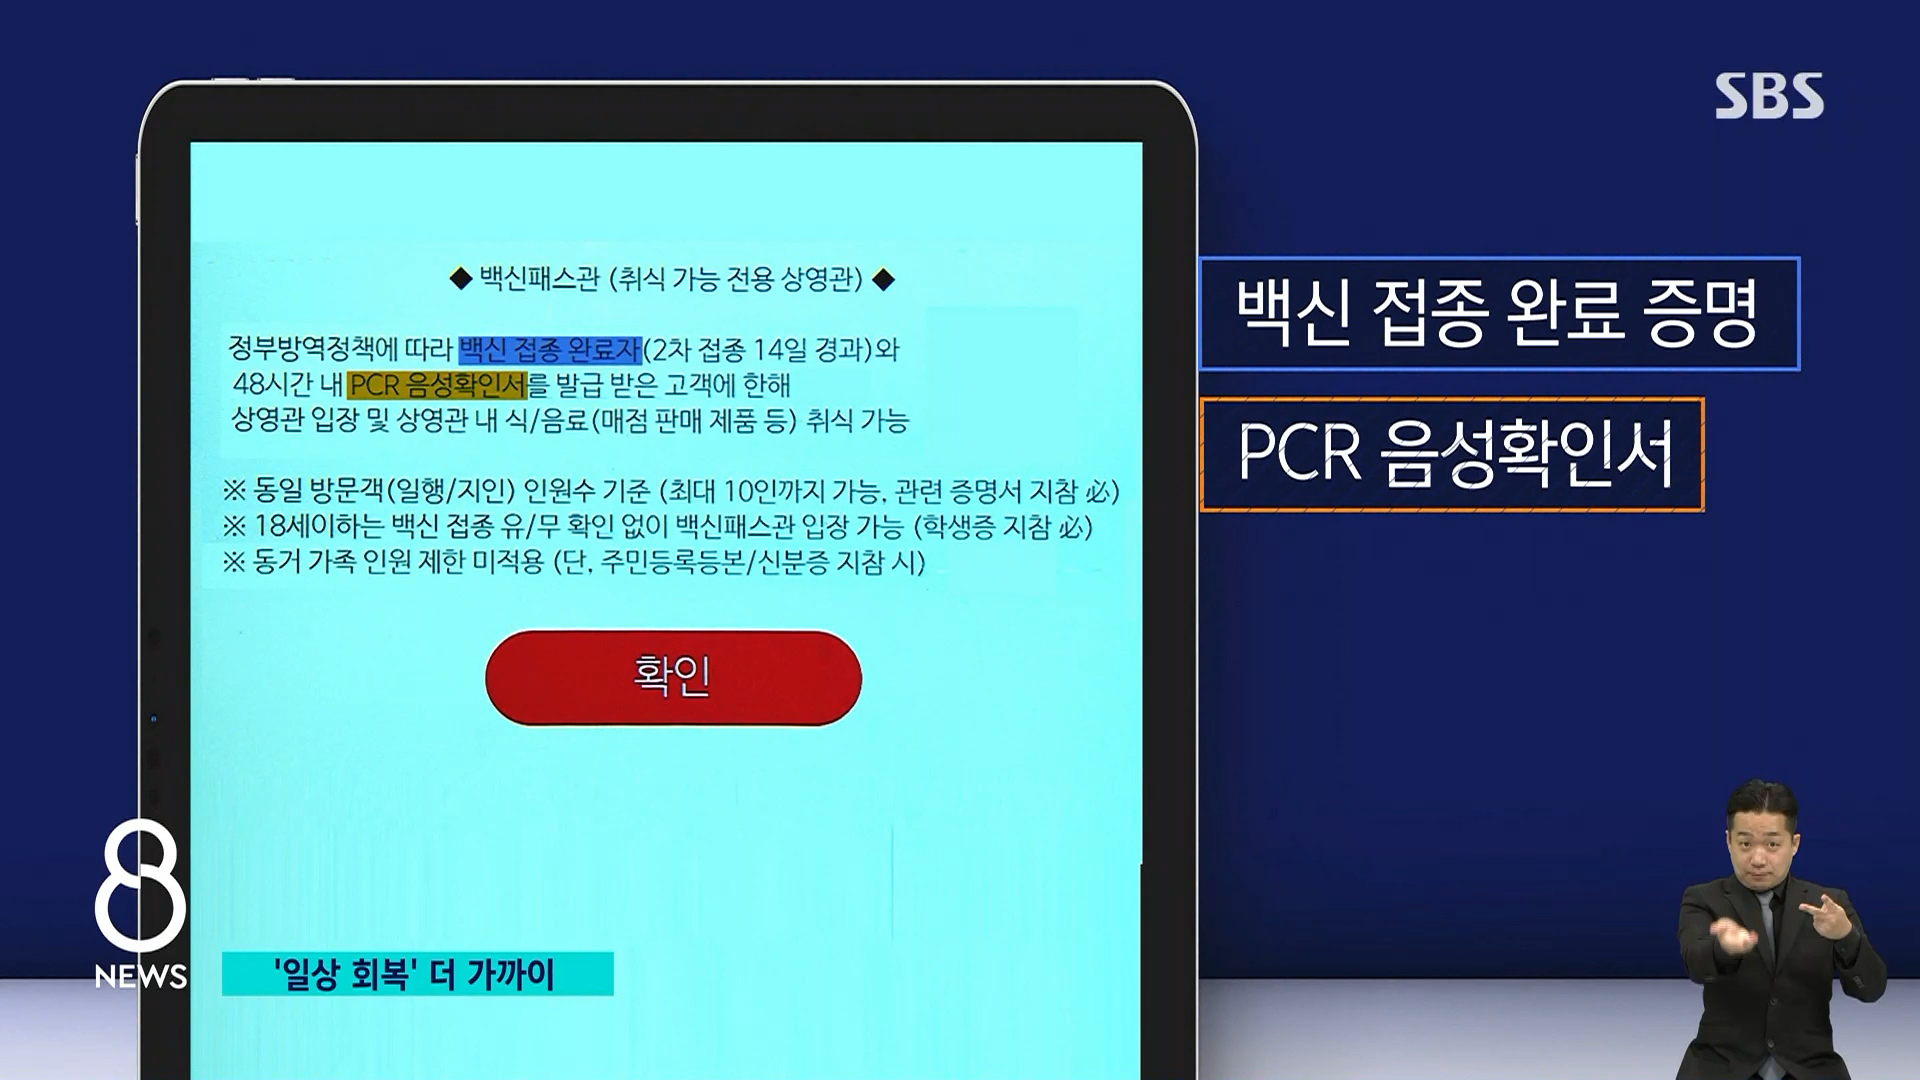 SBS
◆ 백신패스관 (취식 가능 전용 상영관) ◆
정부방역정책에 따라 백신 접종 완료자(2차 접종 14일 경과)와
48시간 내 PCR 음성확인서를 발급 받은 고객에 한해
상영관 입장 및 상영관 내 식/음료(매점 판매 제품 등) 취식 가능
※ 동일 방문객(일행/지인) 인원수 기준 (최대 10인까지 가능, 관련 증명서 지참 必)
※ 18세이하는 백신 접종 유/무 확인 없이 백신패스관 입장 가능 (학생증 지참 必)
※ 동거 가족 인원 제한 미적용 (단, 주민등록등본/신분증 지참 시)
확인
백신 접종 완료 증명
PCR 음성확인서
8
NEWS
'일상 회복' 더 가까이